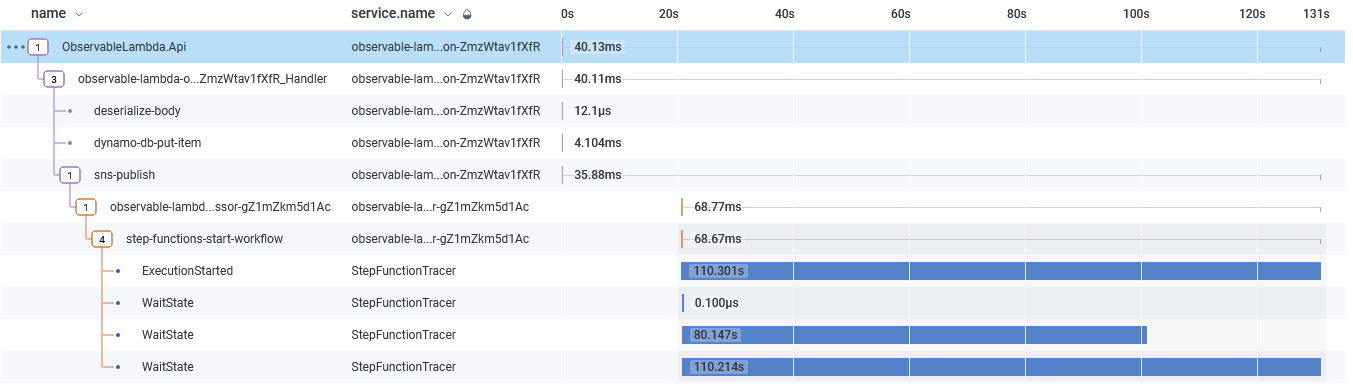 name service.name 0s 20s 40s 60s 80s 100s 120s 131s
1 ObservableLambda.Api observable-lam...on-ZmzWtav1fXfR 40.13ms
3 observable-lambda-o...ZmzWtav1fXfR_Handler observable-lam...on-ZmzWtav1fXfR 40.11ms
deserialize-body observable-lam...on-ZmzWtav1fXfR 12.1μs
dynamo-db-put-item observable-lam...on-ZmzWtav1fXfR 4.104ms
1 sns-publish observable-lam...on-ZmzWtav1fXfR 35.88ms
1 observable-lambd...ssor-gZ1mZkm5d1Ac observable-la...r-gZ1mZkm5d1Ac 68.77ms
4 step-functions-start-workflow observable-la...r-gZ1mZkm5d1Ac 68.67ms
ExecutionStarted StepFunctionTracer 110.301s
WaitState StepFunctionTracer 0.100μs
WaitState StepFunctionTracer 80.147s
WaitState StepFunctionTracer 110.214s